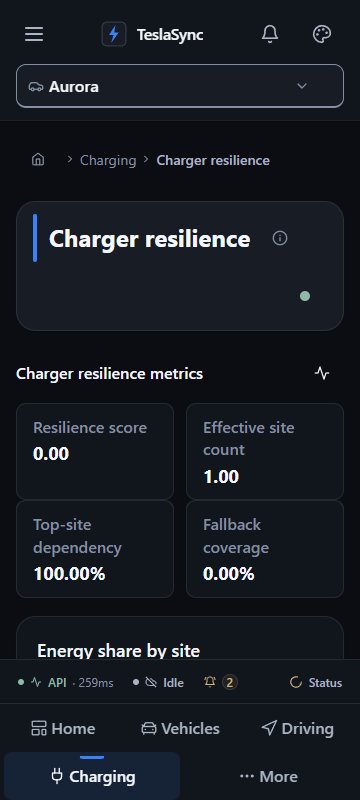 TeslaSync
Aurora
Charging
Charger resilience
Charger resilience
Charger resilience metrics
Resilience score
0.00
Effective site
count
1.00
Top-site
dependency
100.00%
Fallback
coverage
0.00%
Energy share by site
API · 259ms
Idle
2
Status
Home
Vehicles
Driving
Charging
More